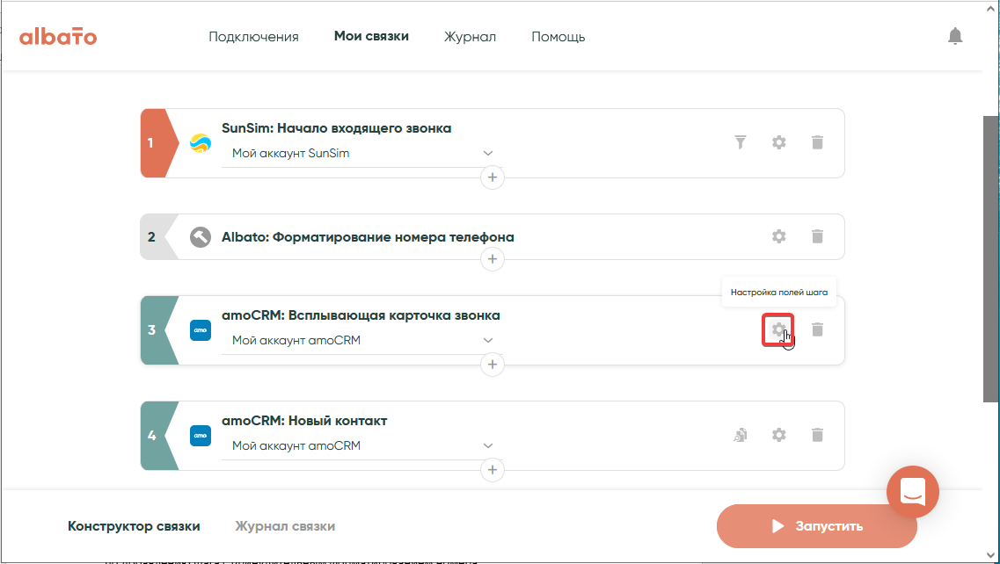 albato
Подключения
Мои связки
Журнал
Помощь
1
SunSim: Начало входящего звонка
Мой аккаунт SunSim
2
Albato: Форматирование номера телефона
Настройка полей шага
3
amo
amoCRM: Всплывающая карточка звонка
Мой аккаунт amoCRM
4
amo
amoCRM: Новый контакт
Мой аккаунт amoCRM
Конструктор связки
Журнал связки
Запустить